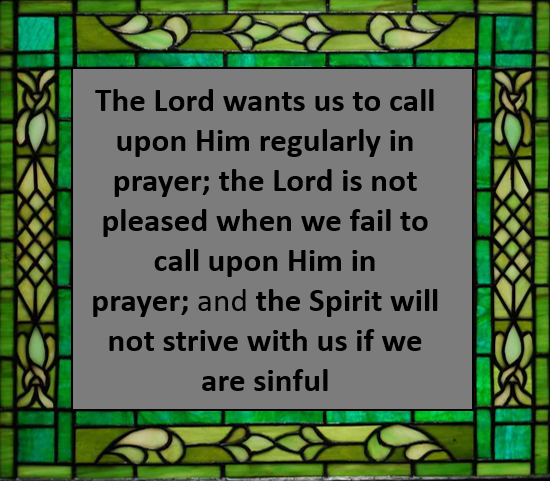 The Lord wants us to call
upon Him regularly in
prayer; the Lord is not
pleased when we fail to
call upon Him in
prayer; and the Spirit will
not strive with us if we
are sinful